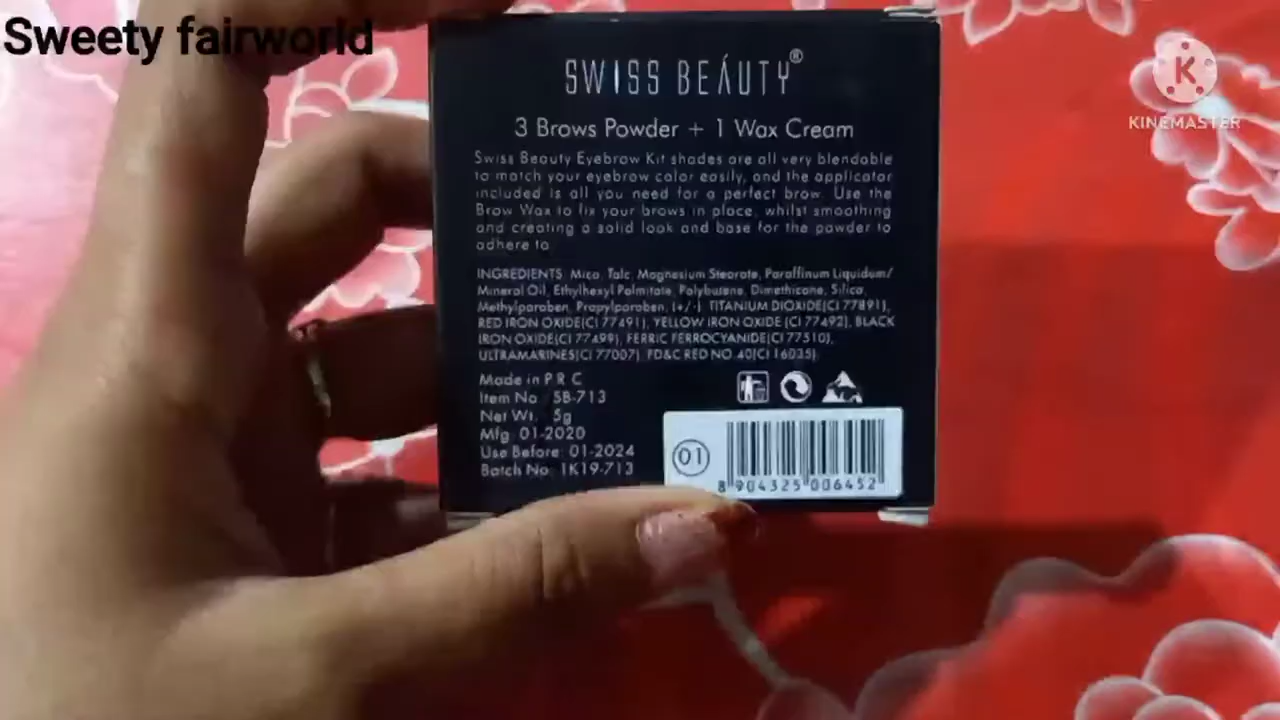 Sweety fairworld
K
KINEMASTER
SWISS BEÁUTY®
3 Brows Powder + 1 Wax Cream
Swiss Beauty Eyebrow Kit shades are all very blendable
to match your eyebrow color easily, and the applicator
included is all you need for a perfect brow. Use the
Brow Wax to fix your brows in place, whilst smoothing
and creating a solid look and base for the powder to
adhere to.
INGREDIENTS: Mica, Talc, Magnesium Stearate, Paraffinum Liquidum/
Mineral Oil, Ethylhexyl Palmitate, Polybutene, Dimethicone, Silica,
Methylparaben, Propylparaben, [+/-] TITANIUM DIOXIDE(CI 77891),
RED IRON OXIDE(CI 77491), YELLOW IRON OXIDE (CI 77492), BLACK
IRON OXIDE(CI 77499), FERRIC FERROCYANIDE(CI 77510),
ULTRAMARINES(CI 77007), FD&C RED NO.40(CI 16035).
Made in P R C
Item No.: SB-713
Net Wt.: 5g
Mfg: 01-2020
Use Before: 01-2024
Batch No: 1K19-713
01
8 904325 006452